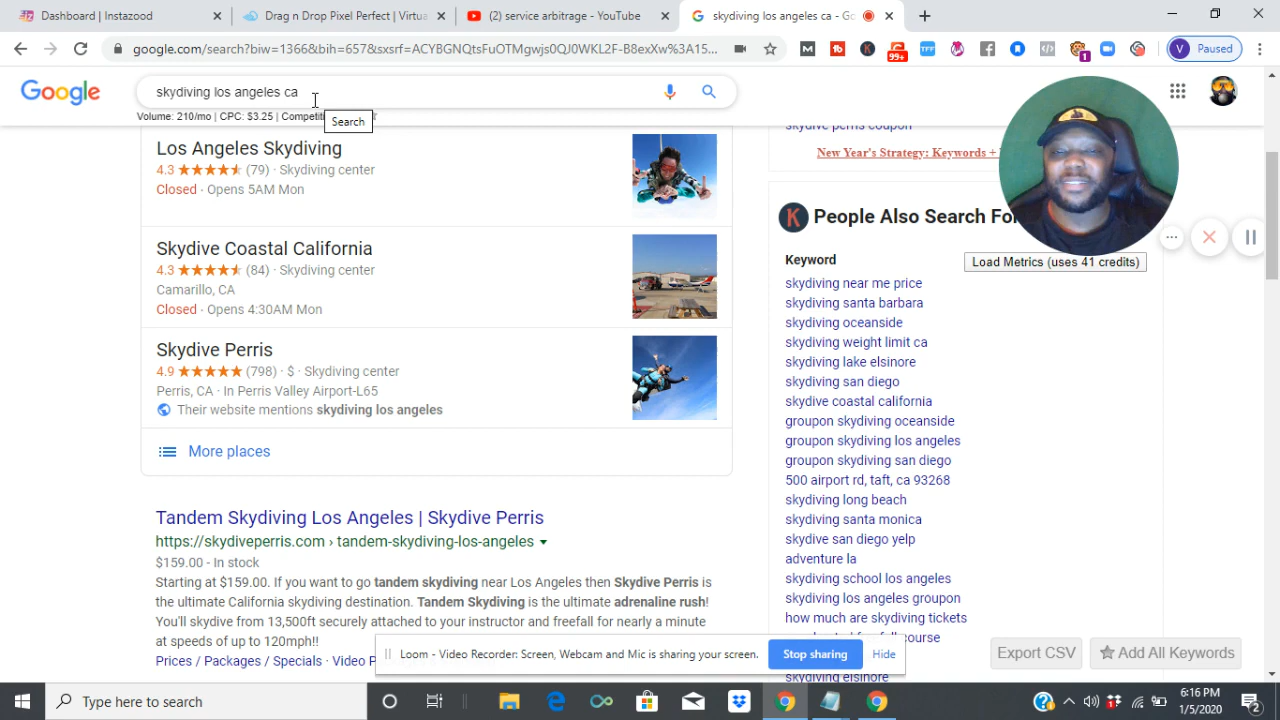 Dashboard | Instazood
Drag n Drop Pixel Perfect | Virtua
(2) service arbitrage - YouTube
skydiving los angeles ca - Go
google.com/search?biw=1366&bih=657&sxsrf=ACYBGNQtsFuOTMgwjs0QJ0WKL2F-B8exXw%3A15...
99+
TFF
1
V Paused
Google
skydiving los angeles ca
Volume: 210/mo | CPC: $3.25 |
Search
skydive perris coupon
New Year's Strategy: Keywords +
Los Angeles Skydiving
4.3 (79) · Skydiving center
Closed · Opens 5AM Mon
Skydive Coastal California
4.3 (84) · Skydiving center
Camarillo, CA
Closed · Opens 4:30AM Mon
Skydive Perris
4.9 (798) · $ · Skydiving center
Perris, CA · In Perris Valley Airport-L65
Their website mentions skydiving los angeles
More places
Tandem Skydiving Los Angeles | Skydive Perris
https://skydiveperris.com › tandem-skydiving-los-angeles
$159.00 - In stock
Starting at $159.00. If you want to go tandem skydiving near Los Angeles then Skydive Perris is
the ultimate California skydiving destination. Tandem Skydiving is the ultimate adrenaline rush!
Youll skydive from 13,500ft securely attached to your instructor and freefall for nearly a minute
at speeds of up to 120mph!!
Prices / Packages / Specials · Video
K People Also Search For
Keyword
Load Metrics (uses 41 credits)
skydiving near me price
skydiving santa barbara
skydiving oceanside
skydiving weight limit ca
skydiving lake elsinore
skydiving san diego
skydive coastal california
groupon skydiving oceanside
groupon skydiving los angeles
groupon skydiving san diego
500 airport rd, taft, ca 93268
skydiving long beach
skydiving santa monica
skydive san diego yelp
adventure la
skydiving school los angeles
skydiving los angeles groupon
how much are skydiving tickets
course
skydiving elsinore
Export CSV
Add All Keywords
Loom - Video Recorder: Screen, Webcam and Mic is sharing your screen.
Stop sharing
Hide
Type here to search
6:16 PM
1/5/2020
2